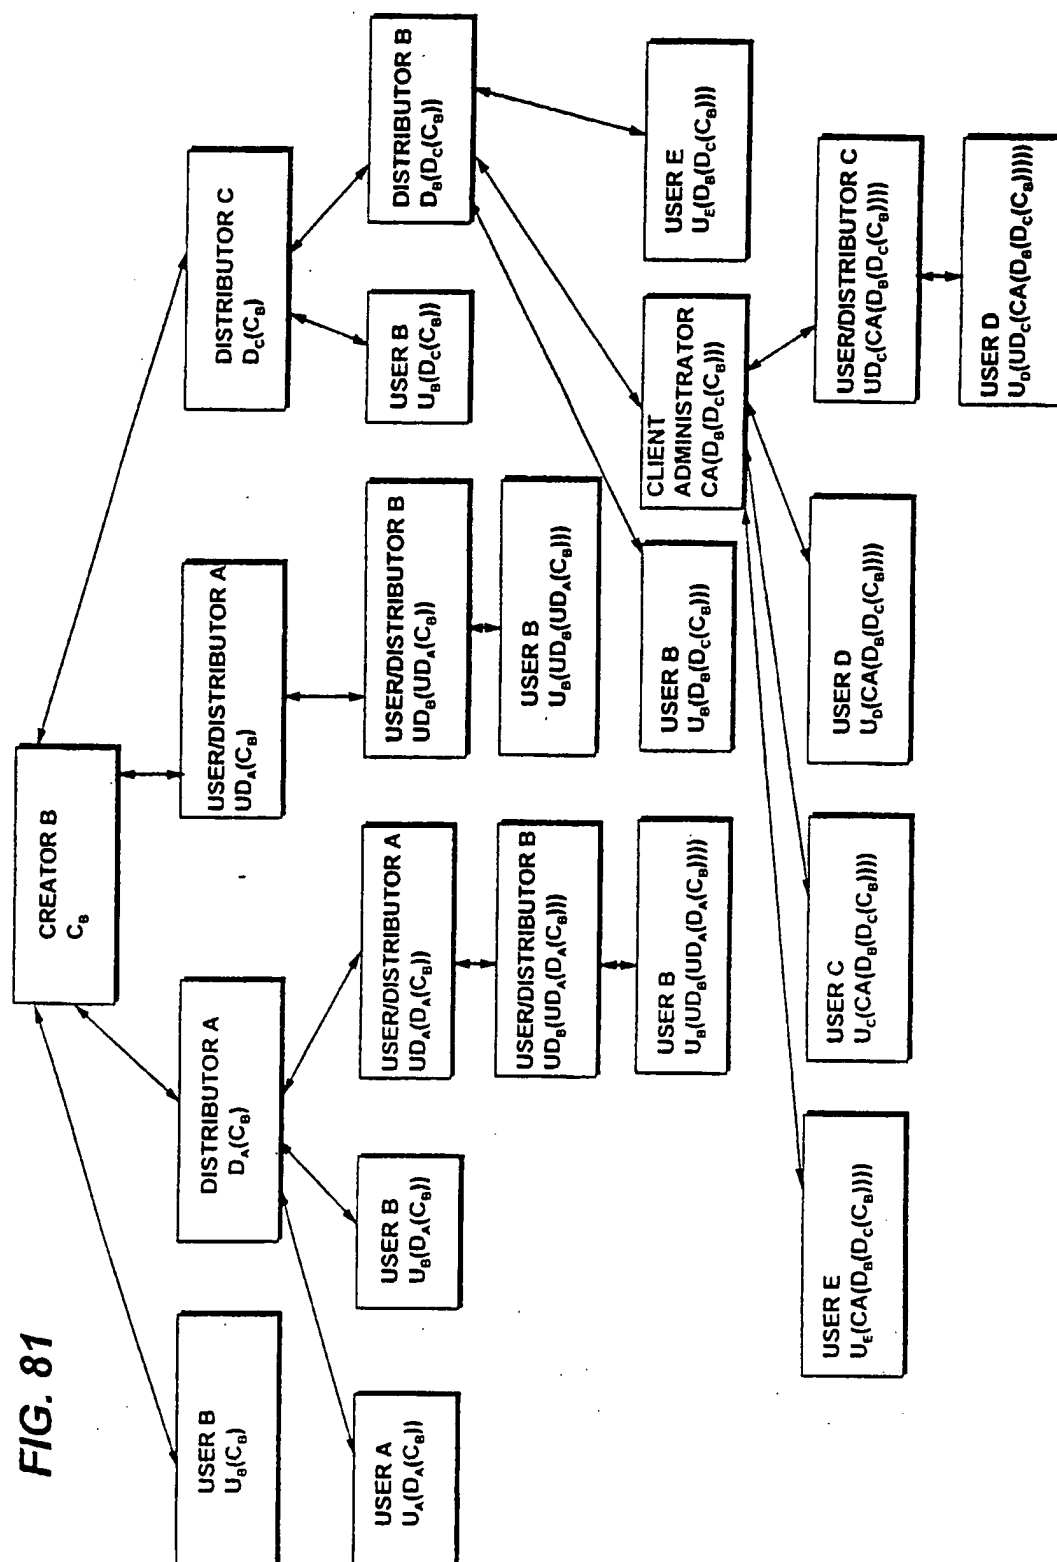 FIG. 81
CREATOR B
C_B
USER B
U_B(C_B)
DISTRIBUTOR A
D_A(C_B)
USER/DISTRIBUTOR A
UD_A(C_B)
DISTRIBUTOR C
D_C(C_B)
USER A
U_A(D_A(C_B))
USER B
U_B(D_A(C_B))
USER/DISTRIBUTOR A
UD_A(D_A(C_B))
USER/DISTRIBUTOR B
UD_B(UD_A(C_B))
USER B
U_B(D_C(C_B))
DISTRIBUTOR B
D_B(D_C(C_B))
USER/DISTRIBUTOR B
UD_B(UD_A(D_A(C_B)))
USER B
U_B(UD_B(UD_A(C_B)))
USER B
U_B(UD_B(UD_A(D_A(C_B)))))
USER B
U_B(D_B(D_C(C_B)))
CLIENT
ADMINISTRATOR
CA(D_B(D_C(C_B)))
USER E
U_E(D_B(D_C(C_B)))
USER E
U_E(CA(D_B(D_C(C_B))))
USER C
U_C(CA(D_B(D_C(C_B))))
USER D
U_D(CA(D_B(D_C(C_B))))
USER/DISTRIBUTOR C
UD_C(CA(D_B(D_C(C_B))))
USER D
U_D(UD_C(CA(D_B(D_C(C_B)))))